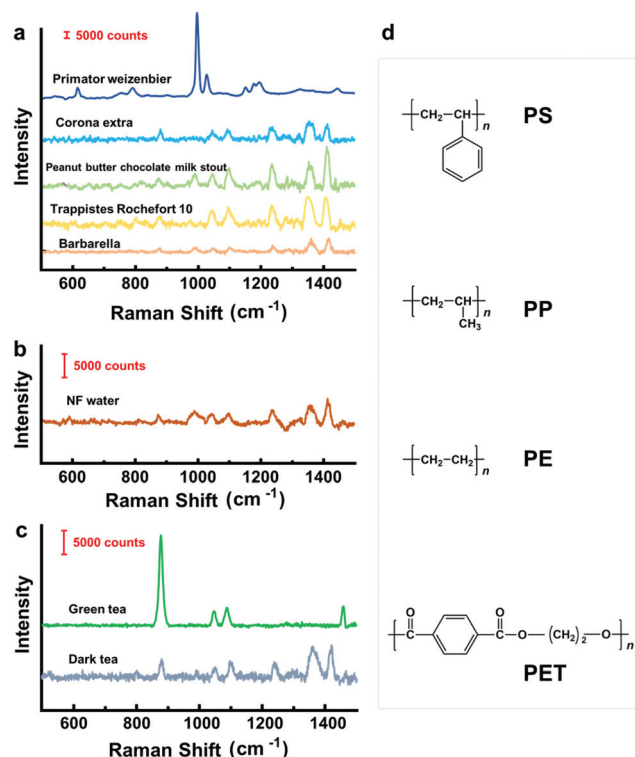 a
5000 counts
Primator weizenbier
Corona extra
Peanut butter chocolate milk stout
Trappistes Rochefort 10
Barbarella
Intensity
600 800 1000 1200 1400
Raman Shift (cm⁻¹)
b
5000 counts
NF water
Intensity
600 800 1000 1200 1400
Raman Shift (cm⁻¹)
c
5000 counts
Green tea
Dark tea
Intensity
600 800 1000 1200 1400
Raman Shift (cm⁻¹)
d
CH₂ CH n
PS
CH₂ CH n
CH₃
PP
CH₂ CH₂ n
PE
O O
C C O (CH₂)₂ O n
PET